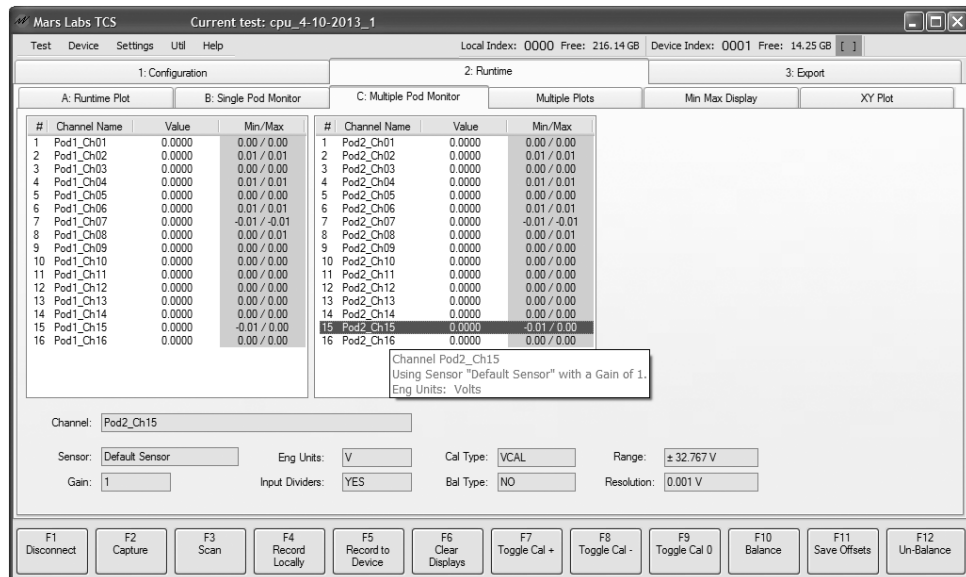 Mars Labs TCS Current test: cpu_4-10-2013_1
Test Device Settings Util Help Local Index: 0000 Free: 216.14 GB Device Index: 0001 Free: 14.25 GB [ ]
1: Configuration 2: Runtime 3: Export
A: Runtime Plot B: Single Pod Monitor C: Multiple Pod Monitor Multiple Plots Min Max Display XY Plot
# Channel Name Value Min/Max # Channel Name Value Min/Max
1 Pod1_Ch01 0.0000 0.00 / 0.00 1 Pod2_Ch01 0.0000 0.00 / 0.00
2 Pod1_Ch02 0.0000 0.01 / 0.01 2 Pod2_Ch02 0.0000 0.01 / 0.01
3 Pod1_Ch03 0.0000 0.00 / 0.00 3 Pod2_Ch03 0.0000 0.00 / 0.00
4 Pod1_Ch04 0.0000 0.01 / 0.01 4 Pod2_Ch04 0.0000 0.01 / 0.01
5 Pod1_Ch05 0.0000 0.00 / 0.00 5 Pod2_Ch05 0.0000 0.00 / 0.00
6 Pod1_Ch06 0.0000 0.01 / 0.01 6 Pod2_Ch06 0.0000 0.01 / 0.01
7 Pod1_Ch07 0.0000 -0.01 / -0.01 7 Pod2_Ch07 0.0000 -0.01 / -0.01
8 Pod1_Ch08 0.0000 0.00 / 0.01 8 Pod2_Ch08 0.0000 0.00 / 0.01
9 Pod1_Ch09 0.0000 0.00 / 0.00 9 Pod2_Ch09 0.0000 0.00 / 0.00
10 Pod1_Ch10 0.0000 0.00 / 0.00 10 Pod2_Ch10 0.0000 0.00 / 0.00
11 Pod1_Ch11 0.0000 0.00 / 0.00 11 Pod2_Ch11 0.0000 0.00 / 0.00
12 Pod1_Ch12 0.0000 0.00 / 0.00 12 Pod2_Ch12 0.0000 0.00 / 0.00
13 Pod1_Ch13 0.0000 0.00 / 0.00 13 Pod2_Ch13 0.0000 0.00 / 0.00
14 Pod1_Ch14 0.0000 0.00 / 0.00 14 Pod2_Ch14 0.0000 0.00 / 0.00
15 Pod1_Ch15 0.0000 -0.01 / 0.00 15 Pod2_Ch15 0.0000 -0.01 / 0.00
16 Pod1_Ch16 0.0000 0.00 / 0.00 16 Pod2_Ch16 0.0000 0.00 / 0.00
Channel Pod2_Ch15
Using Sensor "Default Sensor" with a Gain of 1.
Eng Units: Volts
Channel: Pod2_Ch15
Sensor: Default Sensor Eng Units: V Cal Type: VCAL Range: ± 32.767 V
Gain: 1 Input Dividers: YES Bal Type: NO Resolution: 0.001 V
F1 F2 F3 F4 F5 F6 F7 F8 F9 F10 F11 F12
Disconnect Capture Scan Record Record to Clear Toggle Cal + Toggle Cal - Toggle Cal 0 Balance Save Offsets Un-Balance
Locally Device Displays